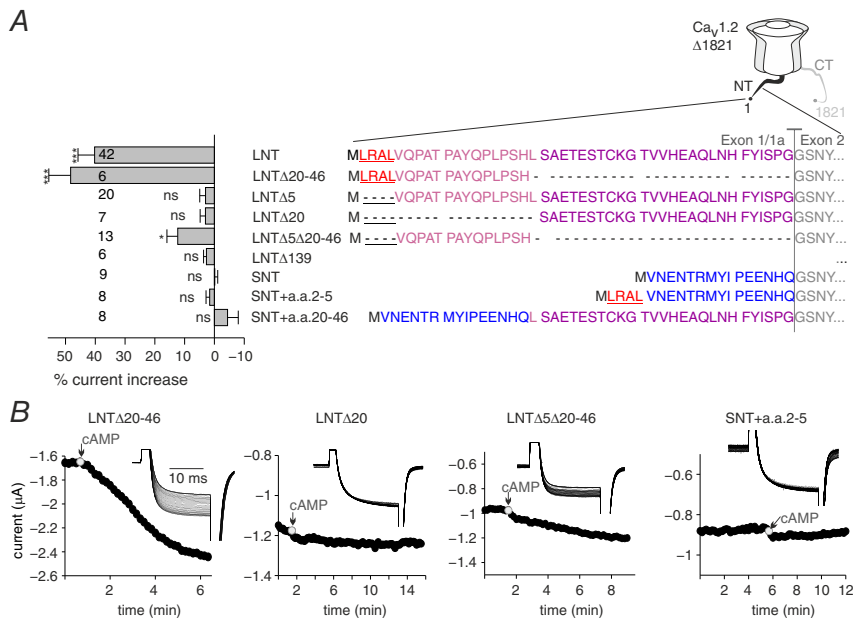 A
Cav1.2
Δ1821
CT
NT
1
1821
Exon 1/1a Exon 2
*** 42 LNT MLRALVQPAT PAYQPLPSHL SAETESTCKG TVVHEAQLNH FYISPGGSNY...
*** 6 LNTΔ20-46 MLRALVQPAT PAYQPLPSH- - - - - - - - - - - - - - - - - - - - - - - - - - -GSNY...
20 ns LNTΔ5 M - - - -VQPAT PAYQPLPSHL SAETESTCKG TVVHEAQLNH FYISPGGSNY...
7 ns LNTΔ20 M - - - - - - - - - - - - - - - - - - - SAETESTCKG TVVHEAQLNH FYISPGGSNY...
13 * LNTΔ5Δ20-46 M - - - -VQPAT PAYQPLPSH- - - - - - - - - - - - - - - - - - - - - - - - - - -GSNY...
6 ns LNTΔ139 ...
9 ns SNT MVNENTRMYI PEENHQGSNY...
8 ns SNT+a.a.2-5 MLRAL VNENTRMYI PEENHQGSNY...
8 ns SNT+a.a.20-46 MVNENTR MYIPEENHQL SAETESTCKG TVVHEAQLNH FYISPGGSNY...
50 40 30 20 10 0 −10
% current increase
B
LNTΔ20-46
cAMP
10 ms
−1.6
−1.8
−2
−2.2
−2.4
−2.6
current (μA)
0 2 4 6
time (min)
LNTΔ20
cAMP
−0.8
−1
−1.2
−1.4
0 2 4 6 8 10 14
time (min)
LNTΔ5Δ20-46
cAMP
−0.6
−0.8
−1
−1.2
−1.4
0 2 4 6 8
time (min)
SNT+a.a.2-5
cAMP
−0.4
−0.6
−0.8
−1
0 2 4 6 8 10 12
time (min)